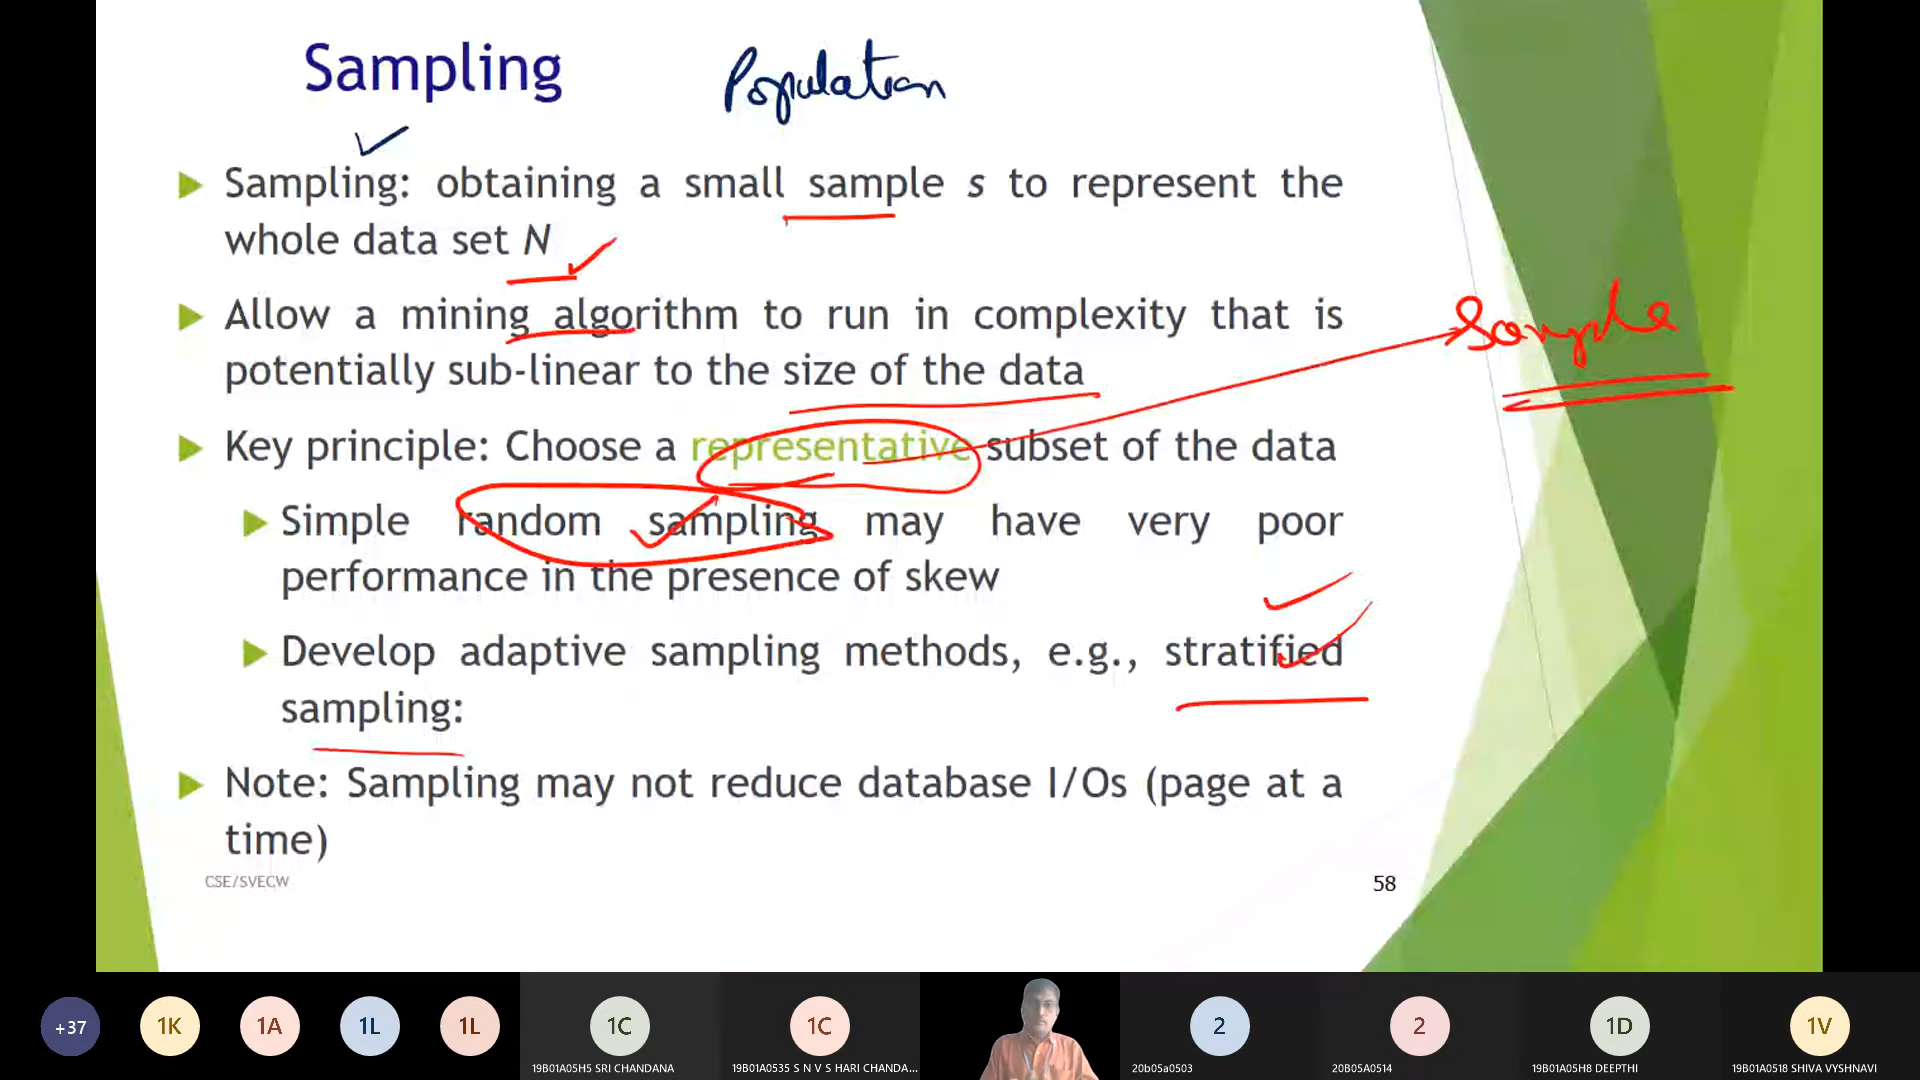 Sampling
Population
Sampling: obtaining a small sample s to represent the
whole data set N
Allow a mining algorithm to run in complexity that is
potentially sub-linear to the size of the data
Sample
Key principle: Choose a representative subset of the data
Simple random sampling may have very poor
performance in the presence of skew
Develop adaptive sampling methods, e.g., stratified
sampling:
Note: Sampling may not reduce database I/Os (page at a
time)
CSE/SVECW
58
+37
1K
1A
1L
1L
1C
1C
2
2
1D
1V
19B01A05H5 SRI CHANDANA
19B01A0535 S N V S HARI CHANDA...
20b05a0503
20B05A0514
19B01A05H8 DEEPTHI
19B01A0518 SHIVA VYSHNAVI